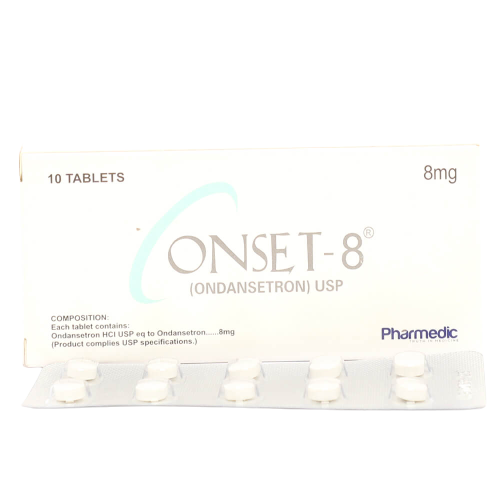 10 TABLETS
8mg
ONSET-8®
(ONDANSETRON) USP
COMPOSITION:
Each tablet contains:
Ondansetron HCl USP eq to Ondansetron......8mg
(Product complies USP specifications.)
Pharmedic